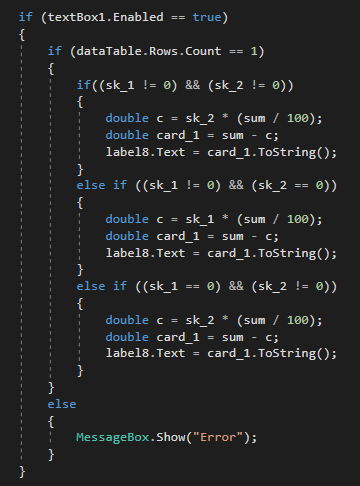 if (textBox1.Enabled == true)
{
if (dataTable.Rows.Count == 1)
{
if((sk_1 != 0) && (sk_2 != 0))
{
double c = sk_2 * (sum / 100);
double card_1 = sum - c;
label8.Text = card_1.ToString();
}
else if ((sk_1 != 0) && (sk_2 == 0))
{
double c = sk_1 * (sum / 100);
double card_1 = sum - c;
label8.Text = card_1.ToString();
}
else if ((sk_1 == 0) && (sk_2 != 0))
{
double c = sk_2 * (sum / 100);
double card_1 = sum - c;
label8.Text = card_1.ToString();
}
}
else
{
MessageBox.Show("Error");
}
}